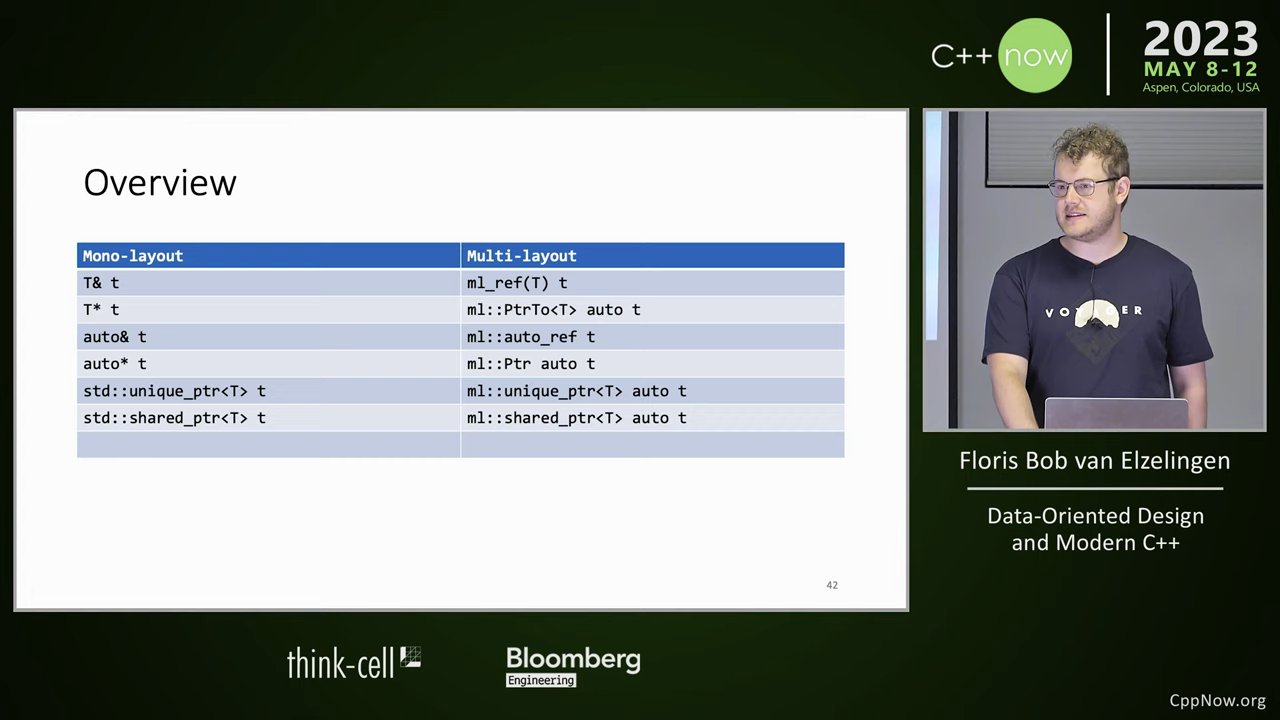 C++ now
2023
MAY 8-12
Aspen, Colorado, USA
Overview
Mono-layout Multi-layout
T& t ml_ref(T) t
T* t ml::PtrTo<T> auto t
auto& t ml::auto_ref t
auto* t ml::Ptr auto t
std::unique_ptr<T> t ml::unique_ptr<T> auto t
std::shared_ptr<T> t ml::shared_ptr<T> auto t
42
VOYAGER
Floris Bob van Elzelingen
Data-Oriented Design
and Modern C++
think-cell
Bloomberg
Engineering
CppNow.org